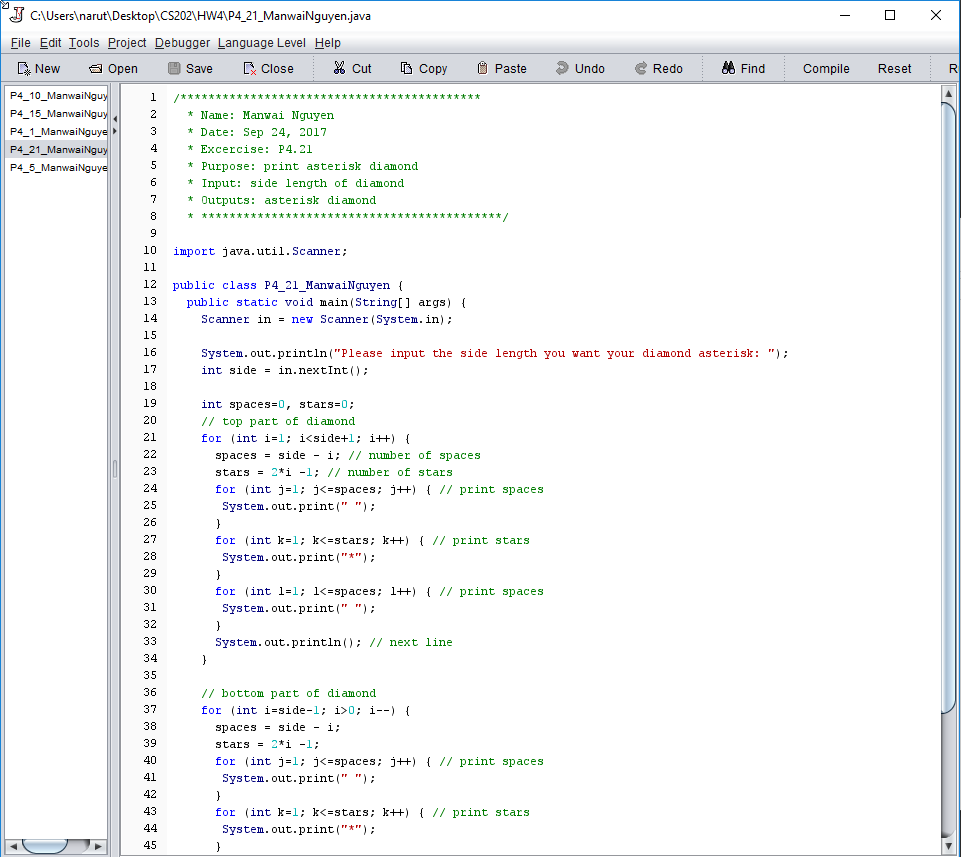 C:\Users\narut\Desktop\CS202\HW4\P4_21_ManwaiNguyen.java
File Edit Tools Project Debugger Language Level Help
New Open Save Close Cut Copy Paste Undo Redo Find Compile Reset R
P4_10_ManwaiNguy
P4_15_ManwaiNguy
P4_1_ManwaiNguye
P4_21_ManwaiNguy
P4_5_ManwaiNguye
1 /*******************************************
2 * Name: Manwai Nguyen
3 * Date: Sep 24, 2017
4 * Excercise: P4.21
5 * Purpose: print asterisk diamond
6 * Input: side length of diamond
7 * Outputs: asterisk diamond
8 * *******************************************/
9
10 import java.util.Scanner;
11
12 public class P4_21_ManwaiNguyen {
13 public static void main(String[] args) {
14 Scanner in = new Scanner(System.in);
15
16 System.out.println("Please input the side length you want your diamond asterisk: ");
17 int side = in.nextInt();
18
19 int spaces=0, stars=0;
20 // top part of diamond
21 for (int i=1; i<side+1; i++) {
22 spaces = side - i; // number of spaces
23 stars = 2*i -1; // number of stars
24 for (int j=1; j<=spaces; j++) { // print spaces
25 System.out.print(" ");
26 }
27 for (int k=1; k<=stars; k++) { // print stars
28 System.out.print("*");
29 }
30 for (int l=1; l<=spaces; l++) { // print spaces
31 System.out.print(" ");
32 }
33 System.out.println(); // next line
34 }
35
36 // bottom part of diamond
37 for (int i=side-1; i>0; i--) {
38 spaces = side - i;
39 stars = 2*i -1;
40 for (int j=1; j<=spaces; j++) { // print spaces
41 System.out.print(" ");
42 }
43 for (int k=1; k<=stars; k++) { // print stars
44 System.out.print("*");
45 }